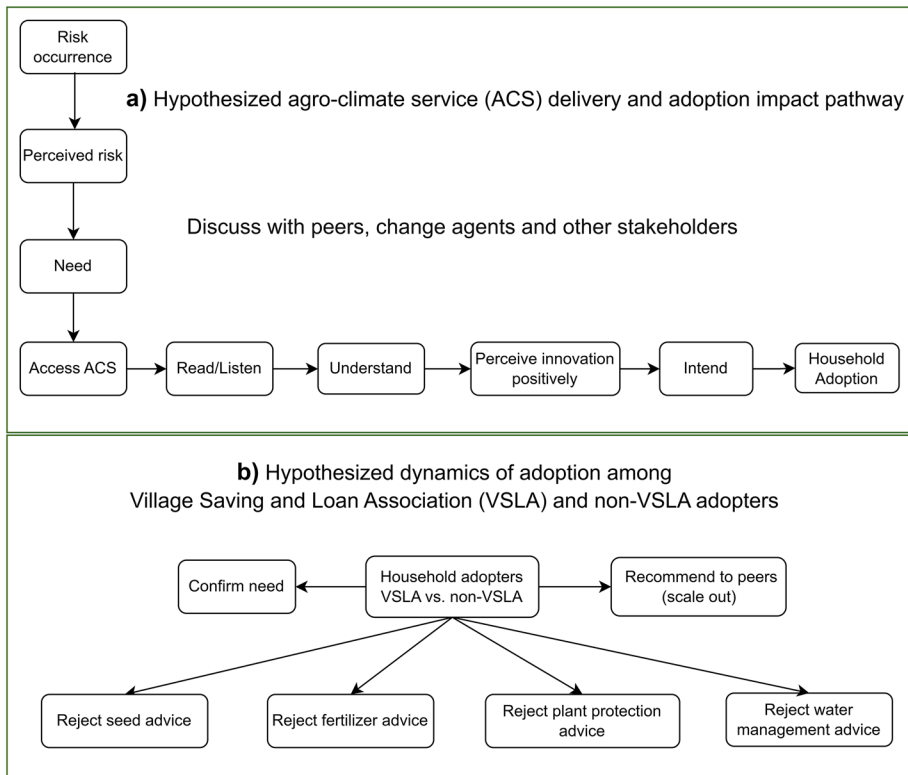 Risk
occurrence
a) Hypothesized agro-climate service (ACS) delivery and adoption impact pathway
Perceived risk
Discuss with peers, change agents and other stakeholders
Need
Access ACS
Read/Listen
Understand
Perceive innovation
positively
Intend
Household
Adoption
b) Hypothesized dynamics of adoption among
Village Saving and Loan Association (VSLA) and non-VSLA adopters
Confirm need
Household adopters
VSLA vs. non-VSLA
Recommend to peers
(scale out)
Reject seed advice
Reject fertilizer advice
Reject plant protection
advice
Reject water
management advice